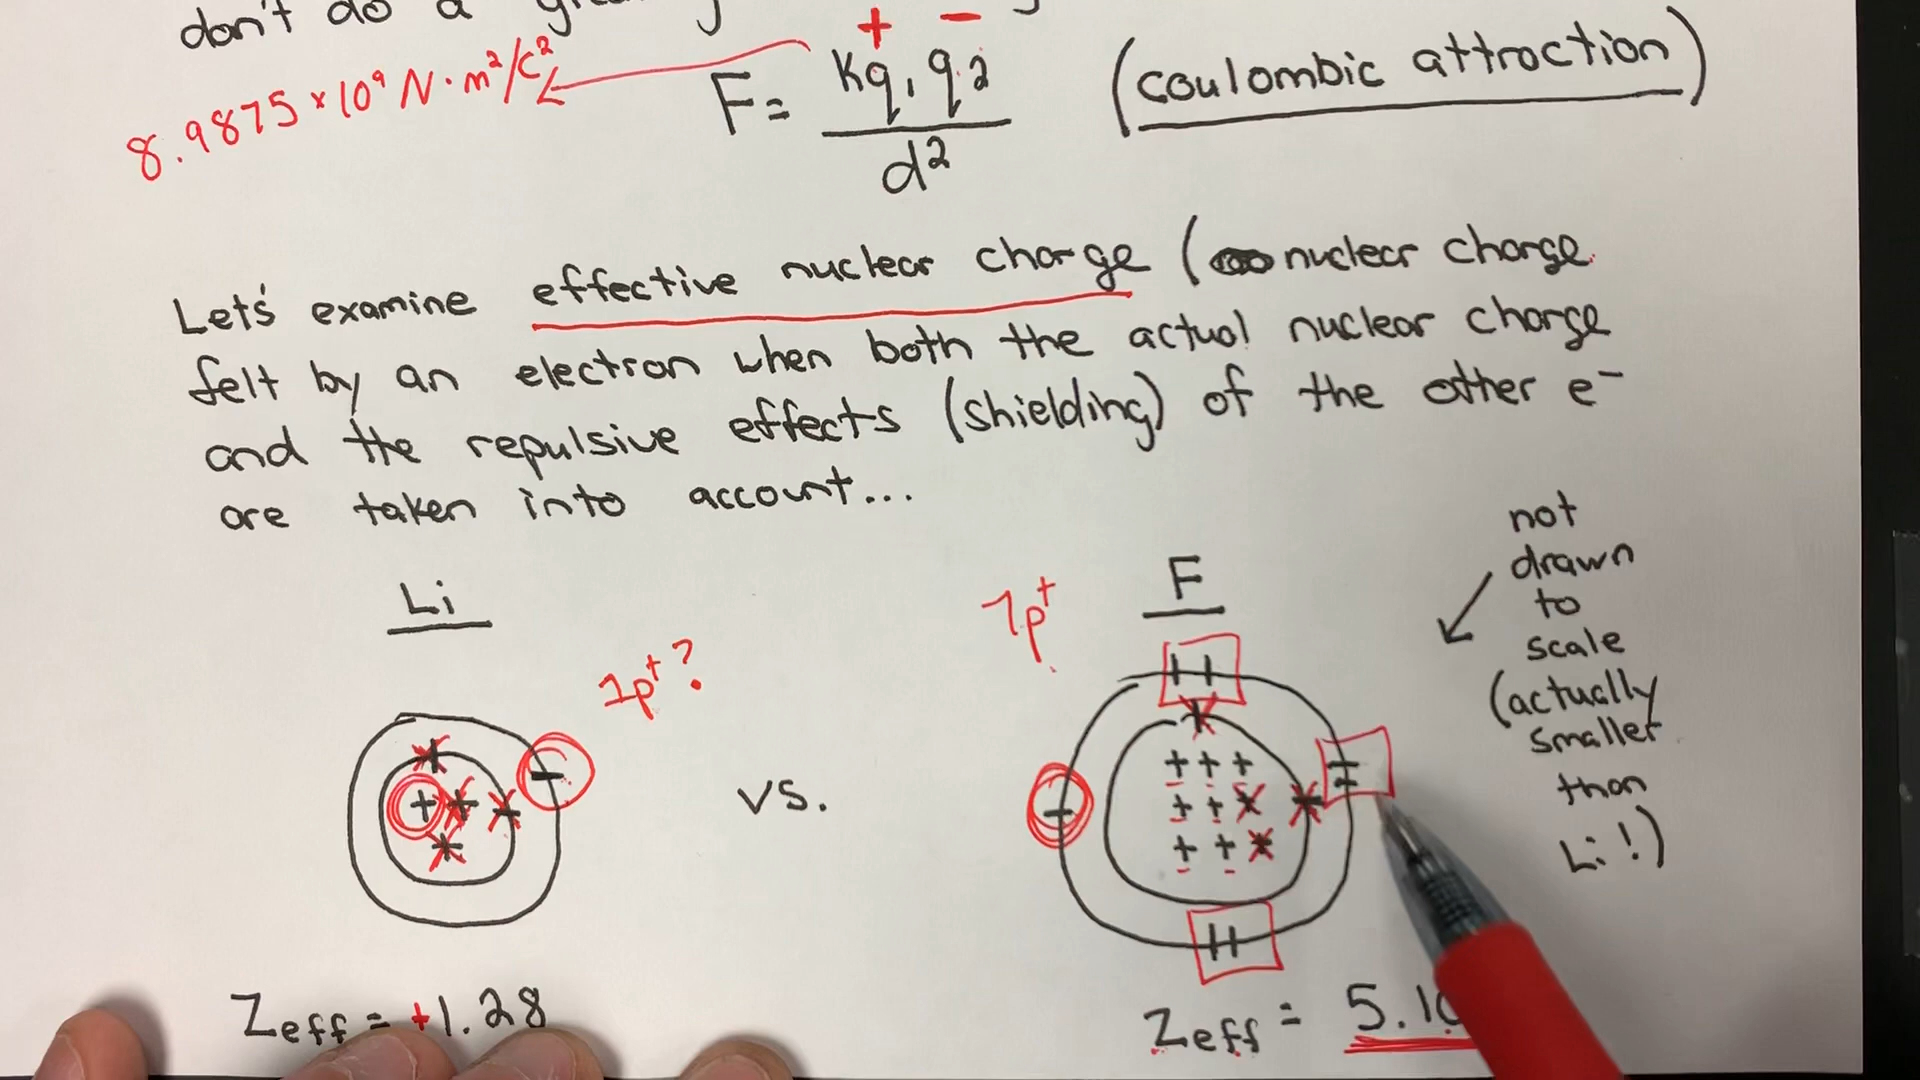 don't do a
+ −
8.9875 × 10⁹ N·m²/C²
F = kq₁q₂ / d²
(coulombic attraction)
Let's examine effective nuclear charge (nuclear charge
felt by an electron when both the actual nuclear charge
and the repulsive effects (shielding) of the other e⁻
are taken into account...
Li
1p⁺?
vs.
7p⁺
F
+ + +
+ +
+ +
not
drawn
to
scale
(actually
smaller
than
Li!)
Zeff = +1.28
Zeff = 5.1